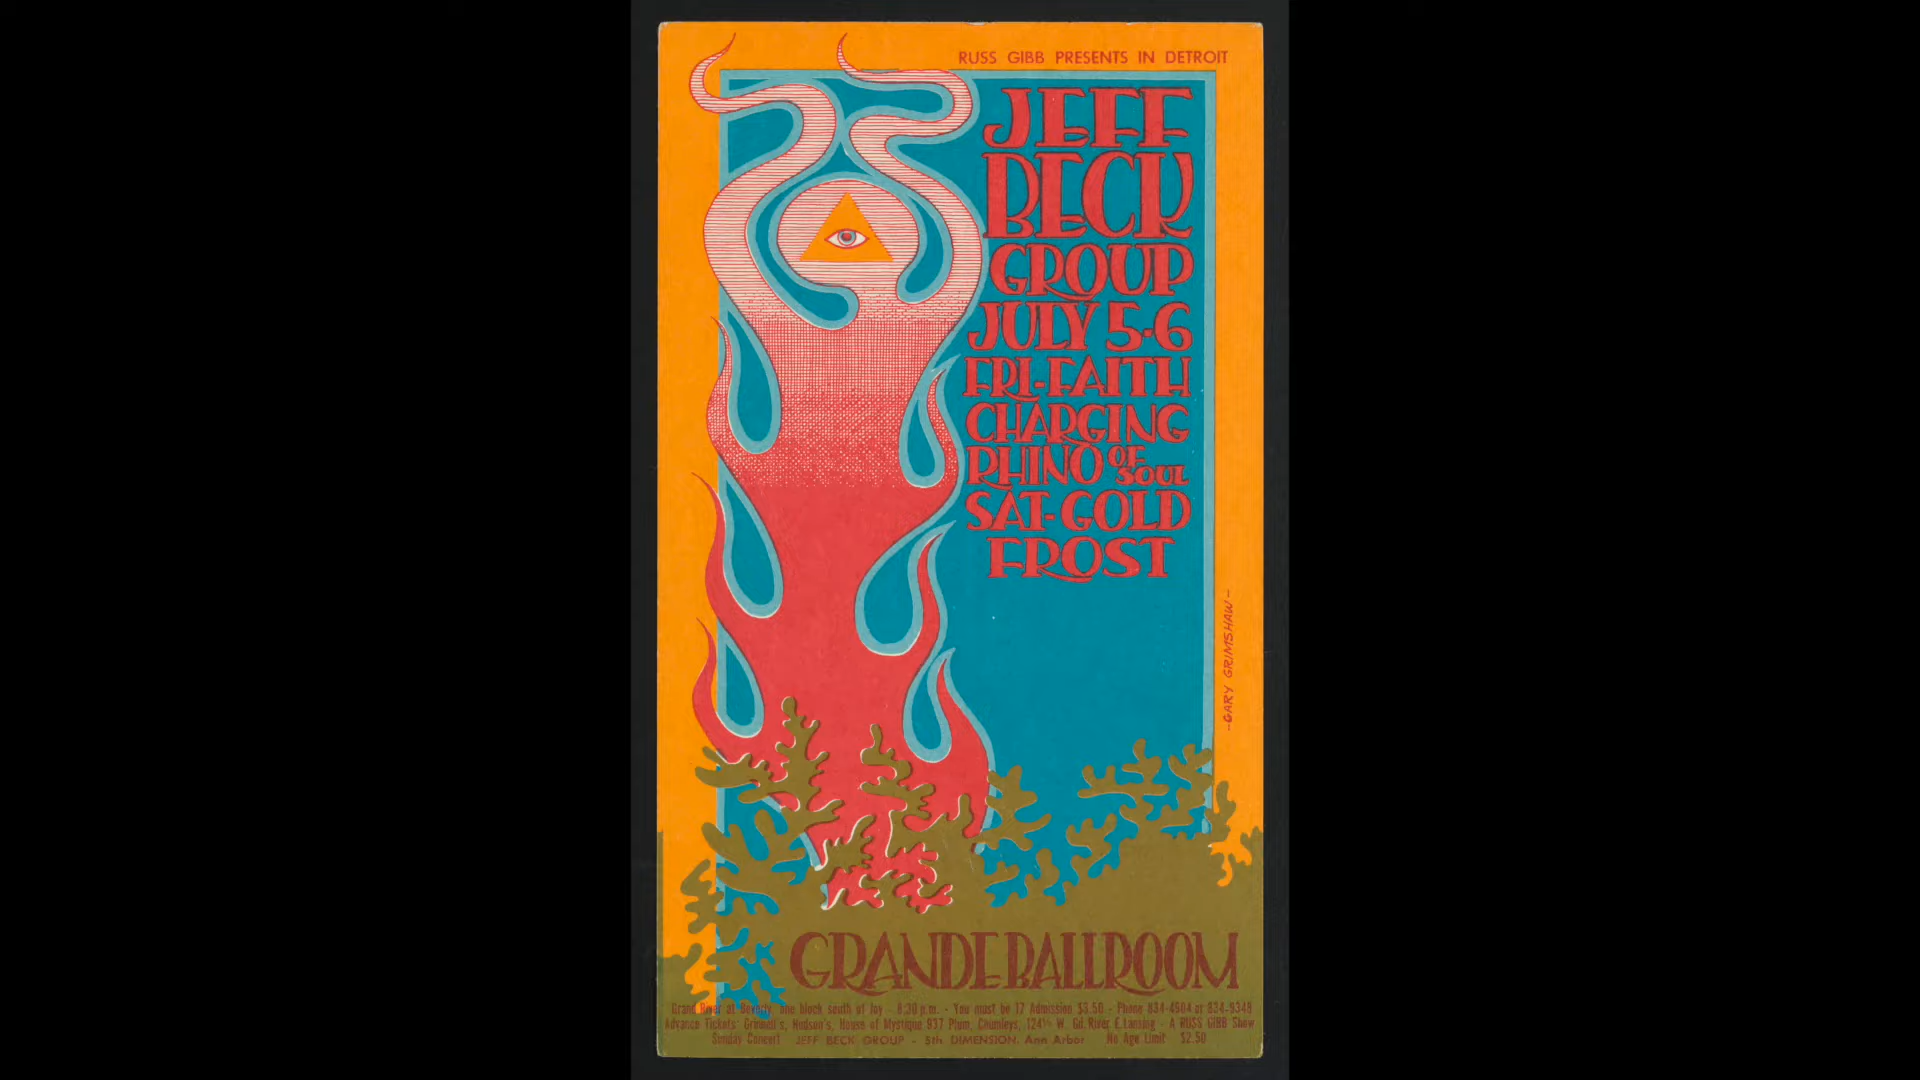 RUSS GIBB PRESENTS IN DETROIT
JEFF
BECK
GROUP
JULY 5-6
FRI-FAITH
CHARGING
RHINO OF SOUL
SAT-GOLD
FROST
-GARY GRIMSHAW-
GRANDE BALLROOM
Grand River at Beverly, one block south of Joy - 8:30 p.m. - You must be 17 Admission $3.50 - Phone 834-4904 or 834-9348
Advance Tickets: Grinnell's, Hudson's, House of Mystique 937 Plum, Chumleys, 124½ W. Gd. River E. Lansing - A RUSS GIBB Show
Sunday Concert JEFF BECK GROUP - 5th DIMENSION, Ann Arbor No Age Limit $2.50